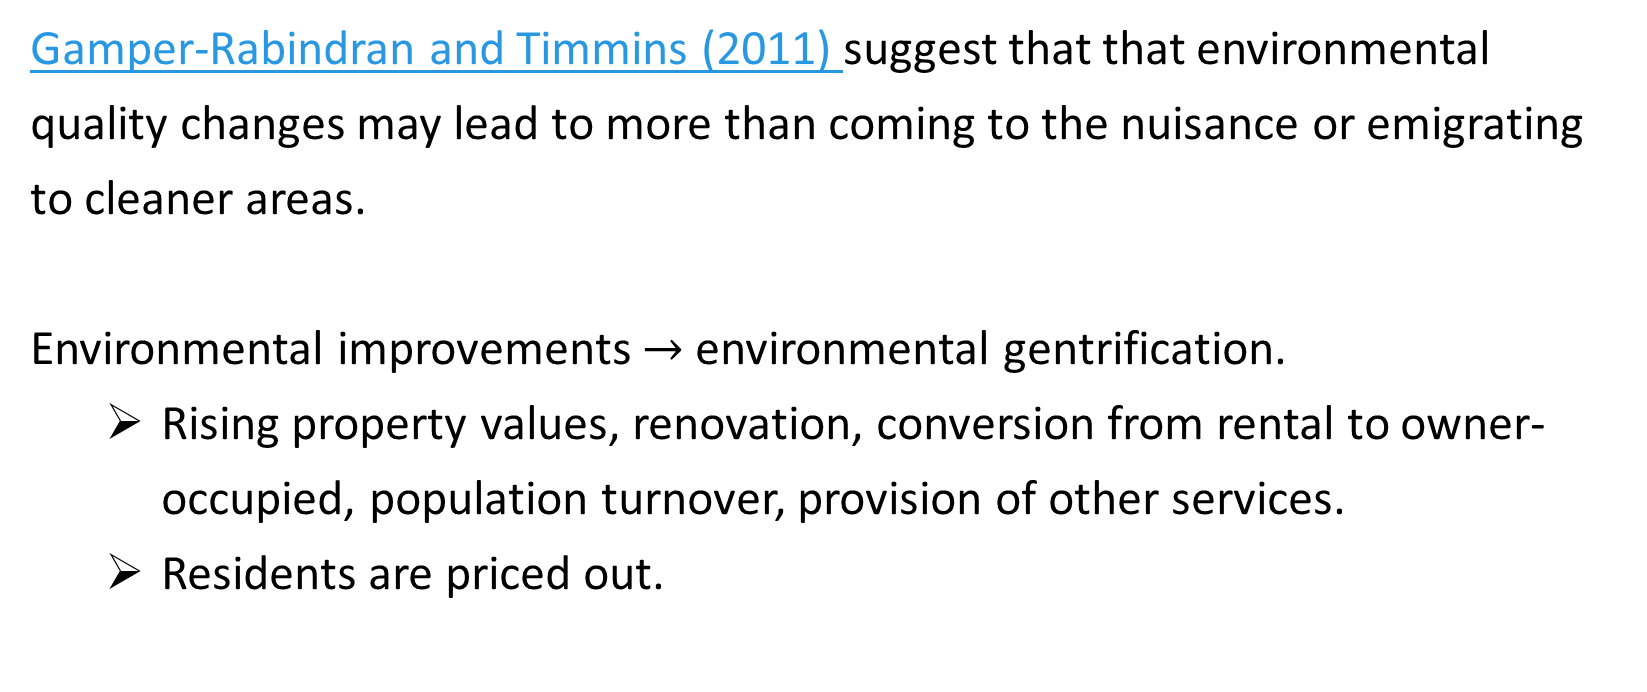 Gamper-Rabindran and Timmins (2011) suggest that that environmental
quality changes may lead to more than coming to the nuisance or emigrating
to cleaner areas.
Environmental improvements → environmental gentrification.
➢ Rising property values, renovation, conversion from rental to owner-
occupied, population turnover, provision of other services.
➢ Residents are priced out.